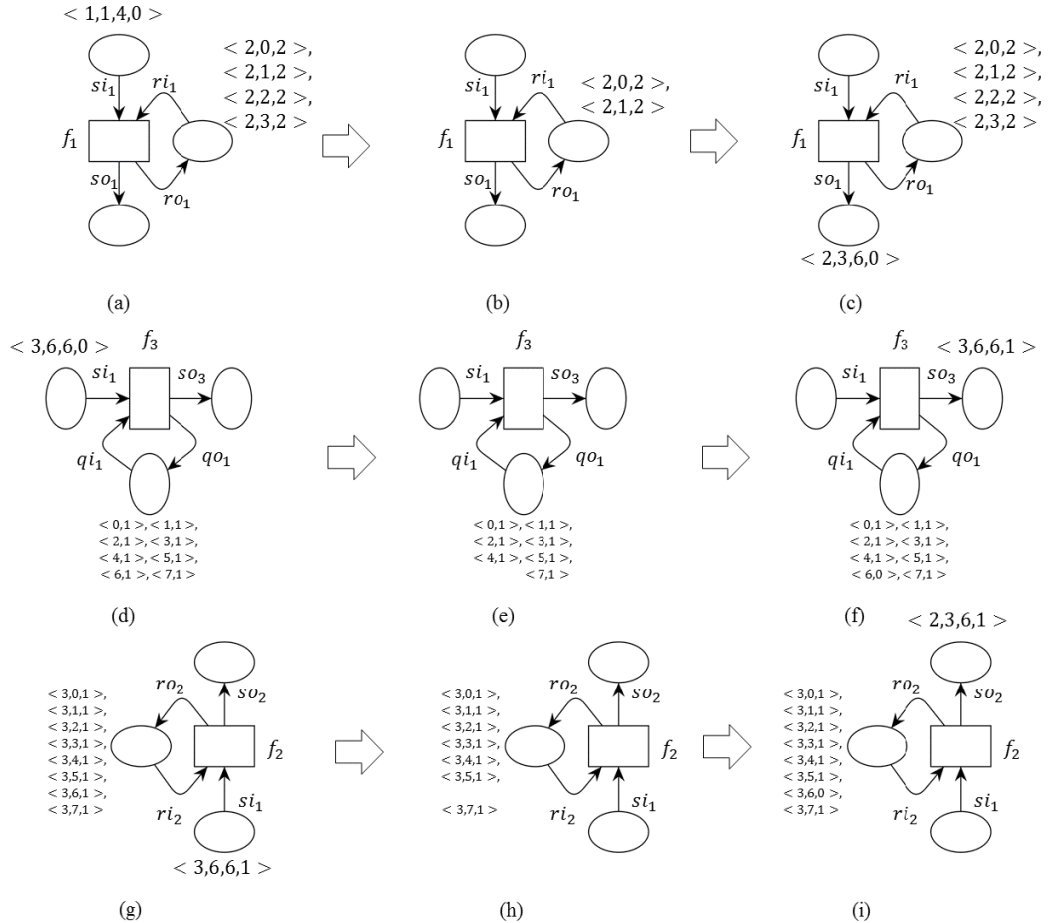 < 1,1,4,0 >
si₁
ri₁
< 2,0,2 >,
< 2,1,2 >,
< 2,2,2 >,
< 2,3,2 >
f₁
so₁
ro₁
(a)
si₁
ri₁
< 2,0,2 >,
< 2,1,2 >
f₁
so₁
ro₁
(b)
si₁
ri₁
< 2,0,2 >,
< 2,1,2 >,
< 2,2,2 >,
< 2,3,2 >
f₁
so₁
ro₁
< 2,3,6,0 >
(c)
< 3,6,6,0 >
f₃
si₁
so₃
qi₁
qo₁
< 0,1 >, < 1,1 >,
< 2,1 >, < 3,1 >,
< 4,1 >, < 5,1 >,
< 6,1 >, < 7,1 >
(d)
f₃
si₁
so₃
qi₁
qo₁
< 0,1 >, < 1,1 >,
< 2,1 >, < 3,1 >,
< 4,1 >, < 5,1 >,
< 7,1 >
(e)
f₃
< 3,6,6,1 >
si₁
so₃
qi₁
qo₁
< 0,1 >, < 1,1 >,
< 2,1 >, < 3,1 >,
< 4,1 >, < 5,1 >,
< 6,0 >, < 7,1 >
(f)
ro₂
so₂
< 3,0,1 >,
< 3,1,1 >,
< 3,2,1 >,
< 3,3,1 >,
< 3,4,1 >,
< 3,5,1 >,
< 3,6,1 >,
< 3,7,1 >
f₂
ri₂
si₁
< 3,6,6,1 >
(g)
ro₂
so₂
< 3,0,1 >,
< 3,1,1 >,
< 3,2,1 >,
< 3,3,1 >,
< 3,4,1 >,
< 3,5,1 >,
< 3,7,1 >
f₂
ri₂
si₁
(h)
< 2,3,6,1 >
ro₂
so₂
< 3,0,1 >,
< 3,1,1 >,
< 3,2,1 >,
< 3,3,1 >,
< 3,4,1 >,
< 3,5,1 >,
< 3,6,0 >,
< 3,7,1 >
f₂
ri₂
si₁
(i)